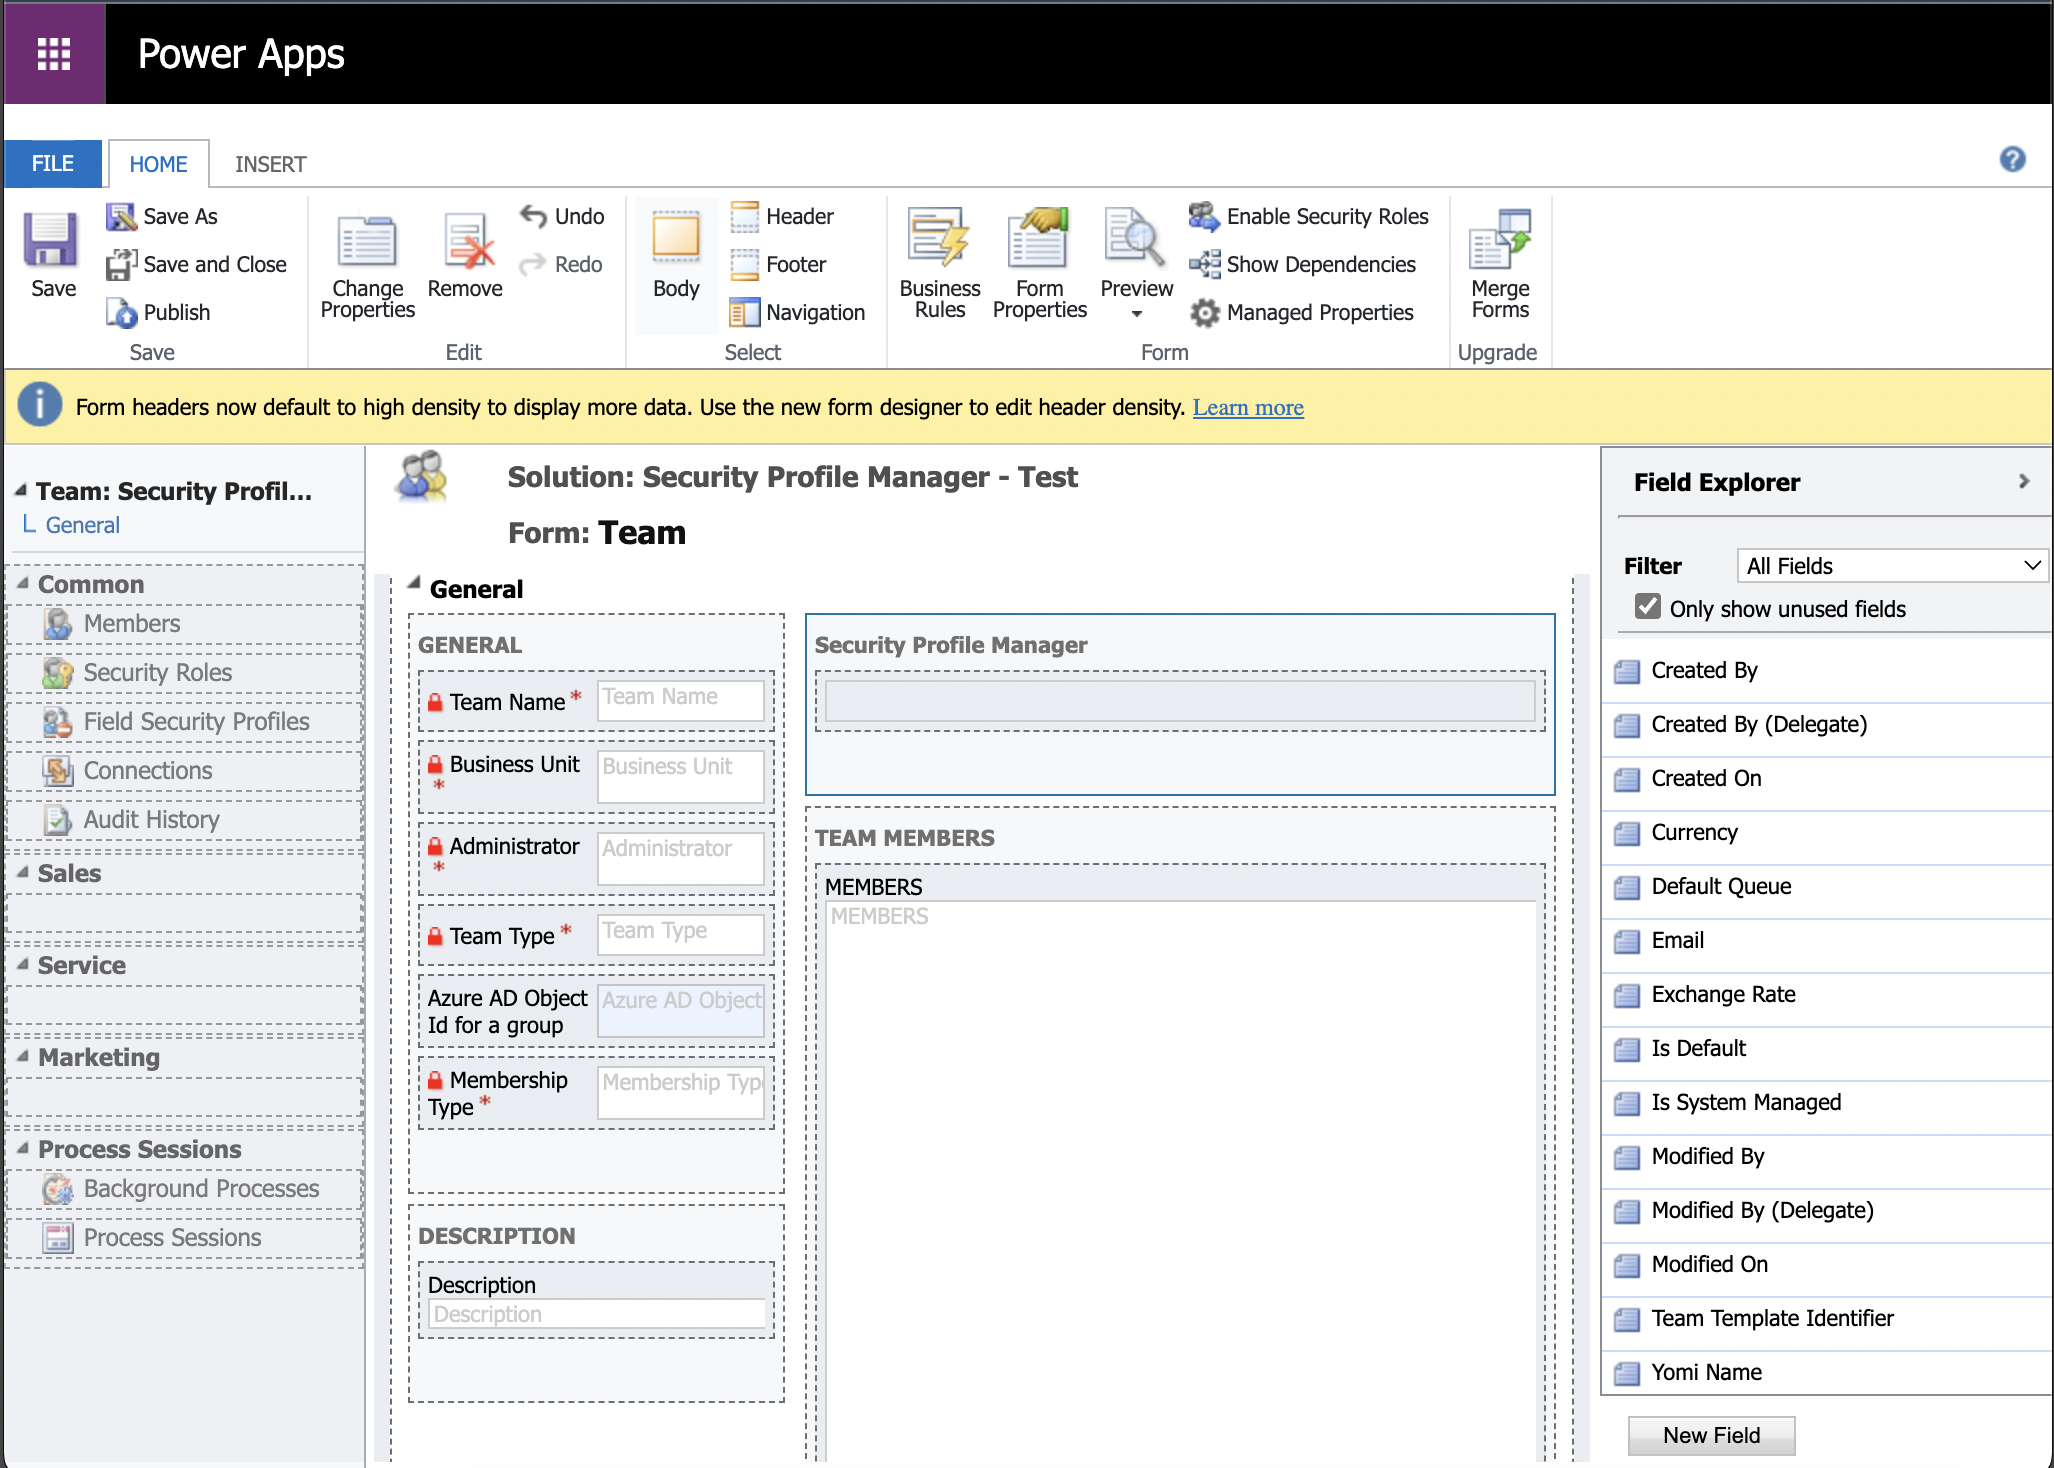 Power Apps
FILE
HOME
INSERT
Save
Save As
Save and Close
Publish
Save
Change
Properties
Remove
Undo
Redo
Edit
Body
Header
Footer
Navigation
Select
Business
Rules
Form
Properties
Preview
Enable Security Roles
Show Dependencies
Managed Properties
Form
Merge
Forms
Upgrade
Form headers now default to high density to display more data. Use the new form designer to edit header density. Learn more
Team: Security Profil...
General
Common
Members
Security Roles
Field Security Profiles
Connections
Audit History
Sales
Service
Marketing
Process Sessions
Background Processes
Process Sessions
Solution: Security Profile Manager - Test
Form: Team
General
GENERAL
Team Name * Team Name
Business Unit Business Unit
*
Administrator Administrator
*
Team Type * Team Type
Azure AD Object Azure AD Object
Id for a group
Membership Membership Typ
Type *
DESCRIPTION
Description
Description
Security Profile Manager
TEAM MEMBERS
MEMBERS
MEMBERS
Field Explorer
Filter All Fields
Only show unused fields
Created By
Created By (Delegate)
Created On
Currency
Default Queue
Email
Exchange Rate
Is Default
Is System Managed
Modified By
Modified By (Delegate)
Modified On
Team Template Identifier
Yomi Name
New Field